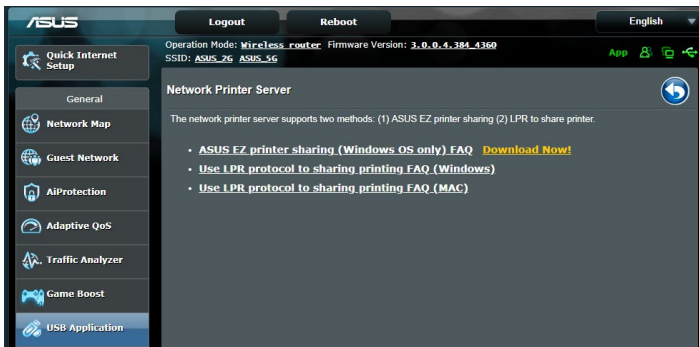 ASUS
Logout
Reboot
English
Quick Internet
Setup
Operation Mode: Wireless router Firmware Version: 3.0.0.4.384_4360
SSID: ASUS_2G ASUS_5G
App
General
Network Map
Guest Network
AiProtection
Adaptive QoS
Traffic Analyzer
Game Boost
USB Application
Network Printer Server
The network printer server supports two methods: (1) ASUS EZ printer sharing (2) LPR to share printer.
• ASUS EZ printer sharing (Windows OS only) FAQ Download Now!
• Use LPR protocol to sharing printing FAQ (Windows)
• Use LPR protocol to sharing printing FAQ (MAC)